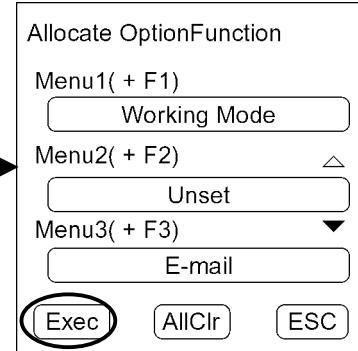 Allocate OptionFunction
Menu1( + F1)
Working Mode
Menu2( + F2)
Unset
Menu3( + F3)
E-mail
Exec AllClr ESC